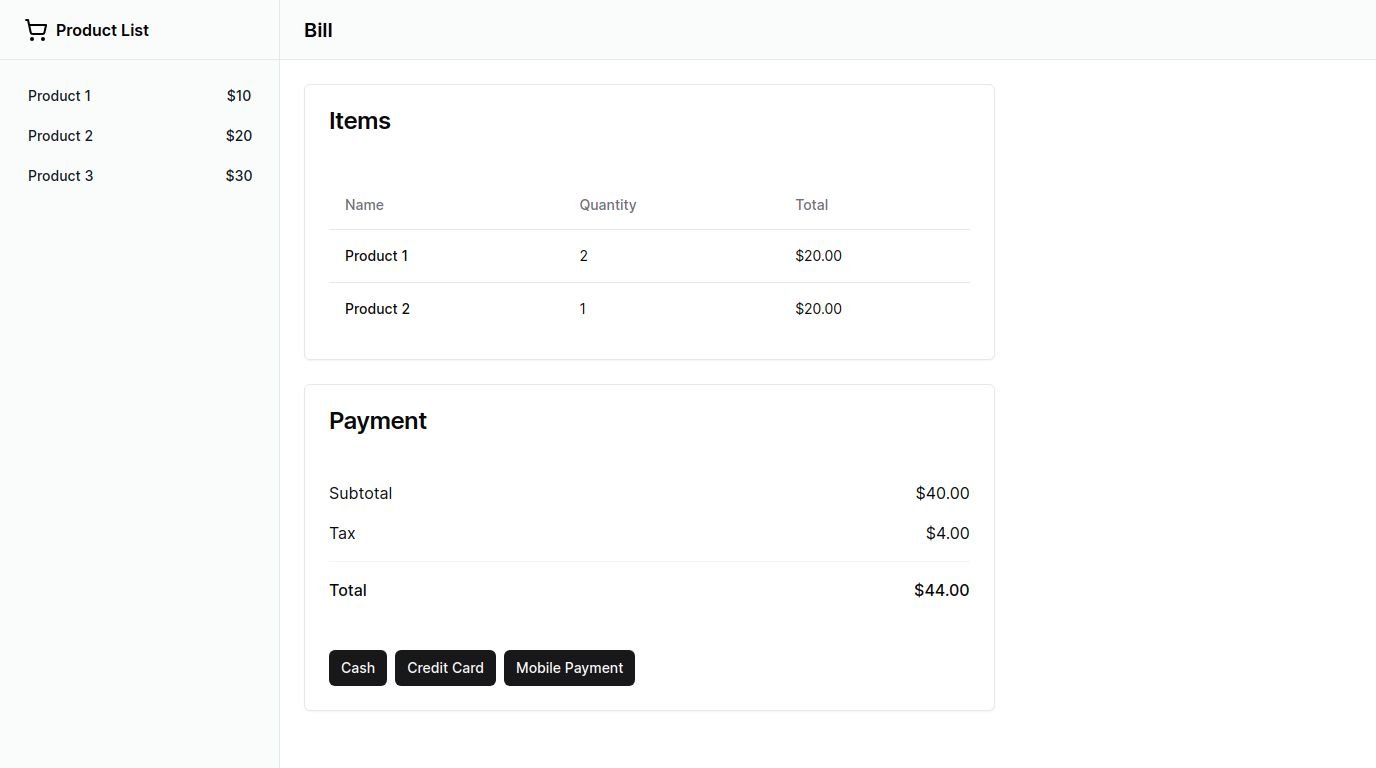 Product List
Product 1 $10
Product 2 $20
Product 3 $30
Bill
Items
Name Quantity Total
Product 1 2 $20.00
Product 2 1 $20.00
Payment
Subtotal $40.00
Tax $4.00
Total $44.00
Cash Credit Card Mobile Payment